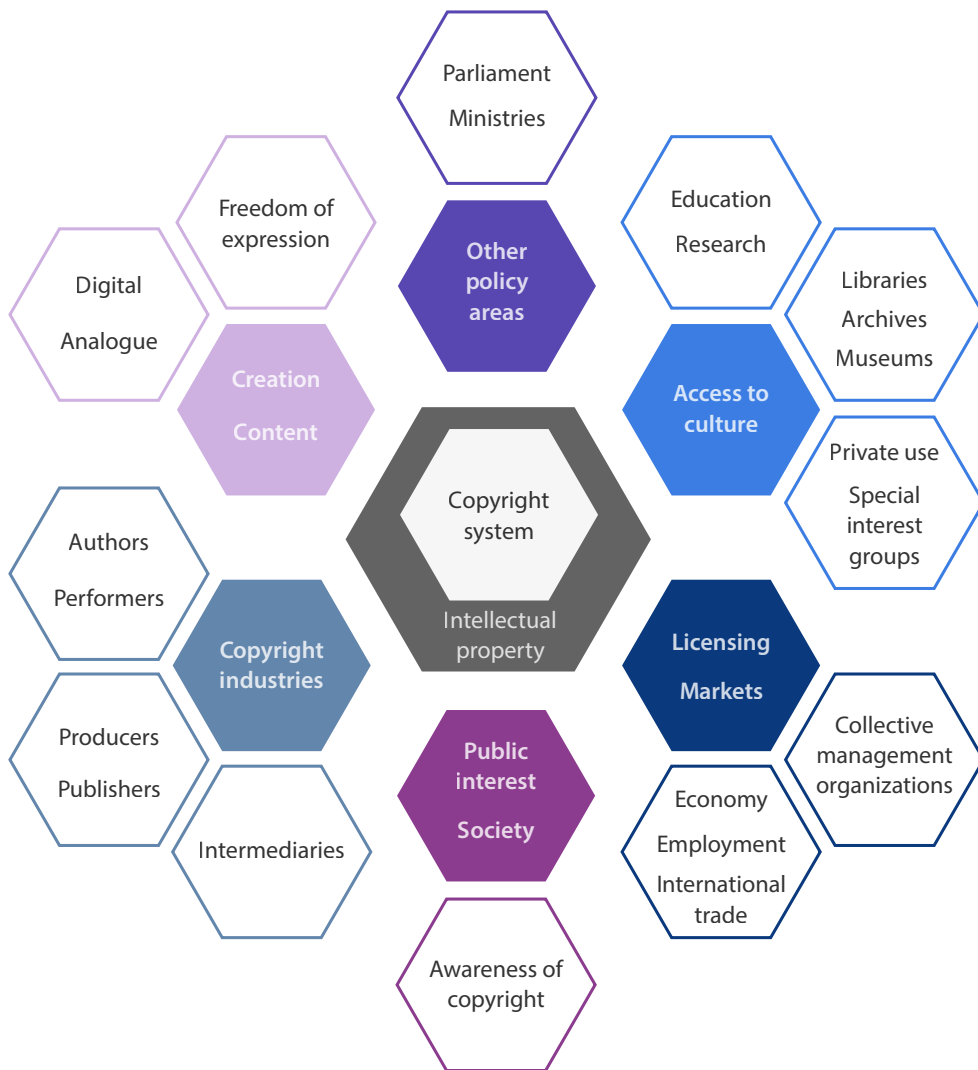 Parliament
Ministries
Freedom of
expression
Education
Research
Digital
Analogue
Other
policy
areas
Libraries
Archives
Museums
Creation
Content
Access to
culture
Private use
Special
interest
groups
Copyright
system
Intellectual
property
Authors
Performers
Copyright
industries
Licensing
Markets
Producers
Publishers
Public
interest
Society
Collective
management
organizations
Intermediaries
Economy
Employment
International
trade
Awareness of
copyright